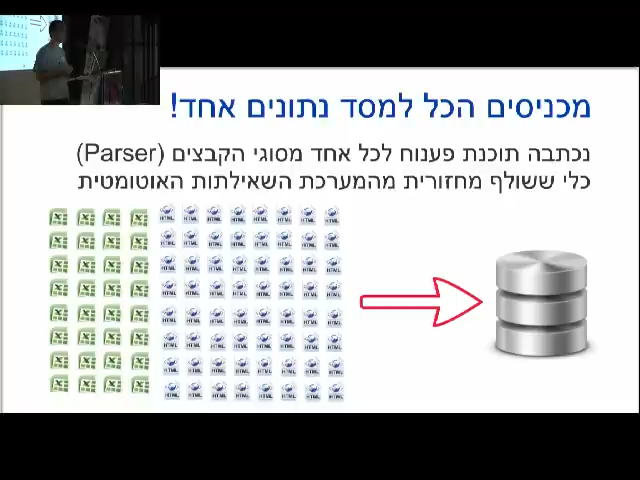 מכניסים הכל למסד נתונים אחד!
נכתבה תוכנת פענוח לכל אחד מסוגי הקבצים (Parser)
כלי ששולף מחזורית מהמערכת השאילתות האוטומטית